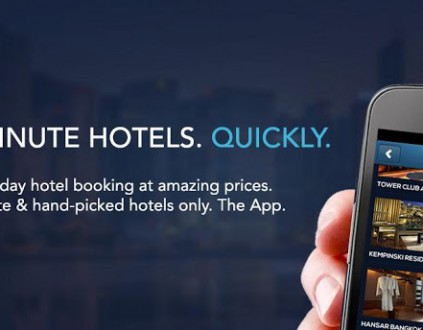 INUTE HOTELS. QUICKLY.
day hotel booking at amazing prices.
te & hand-picked hotels only. The App.
TOWER CLUB A
KEMPINSKI RESID
HANSAR BANGKOK